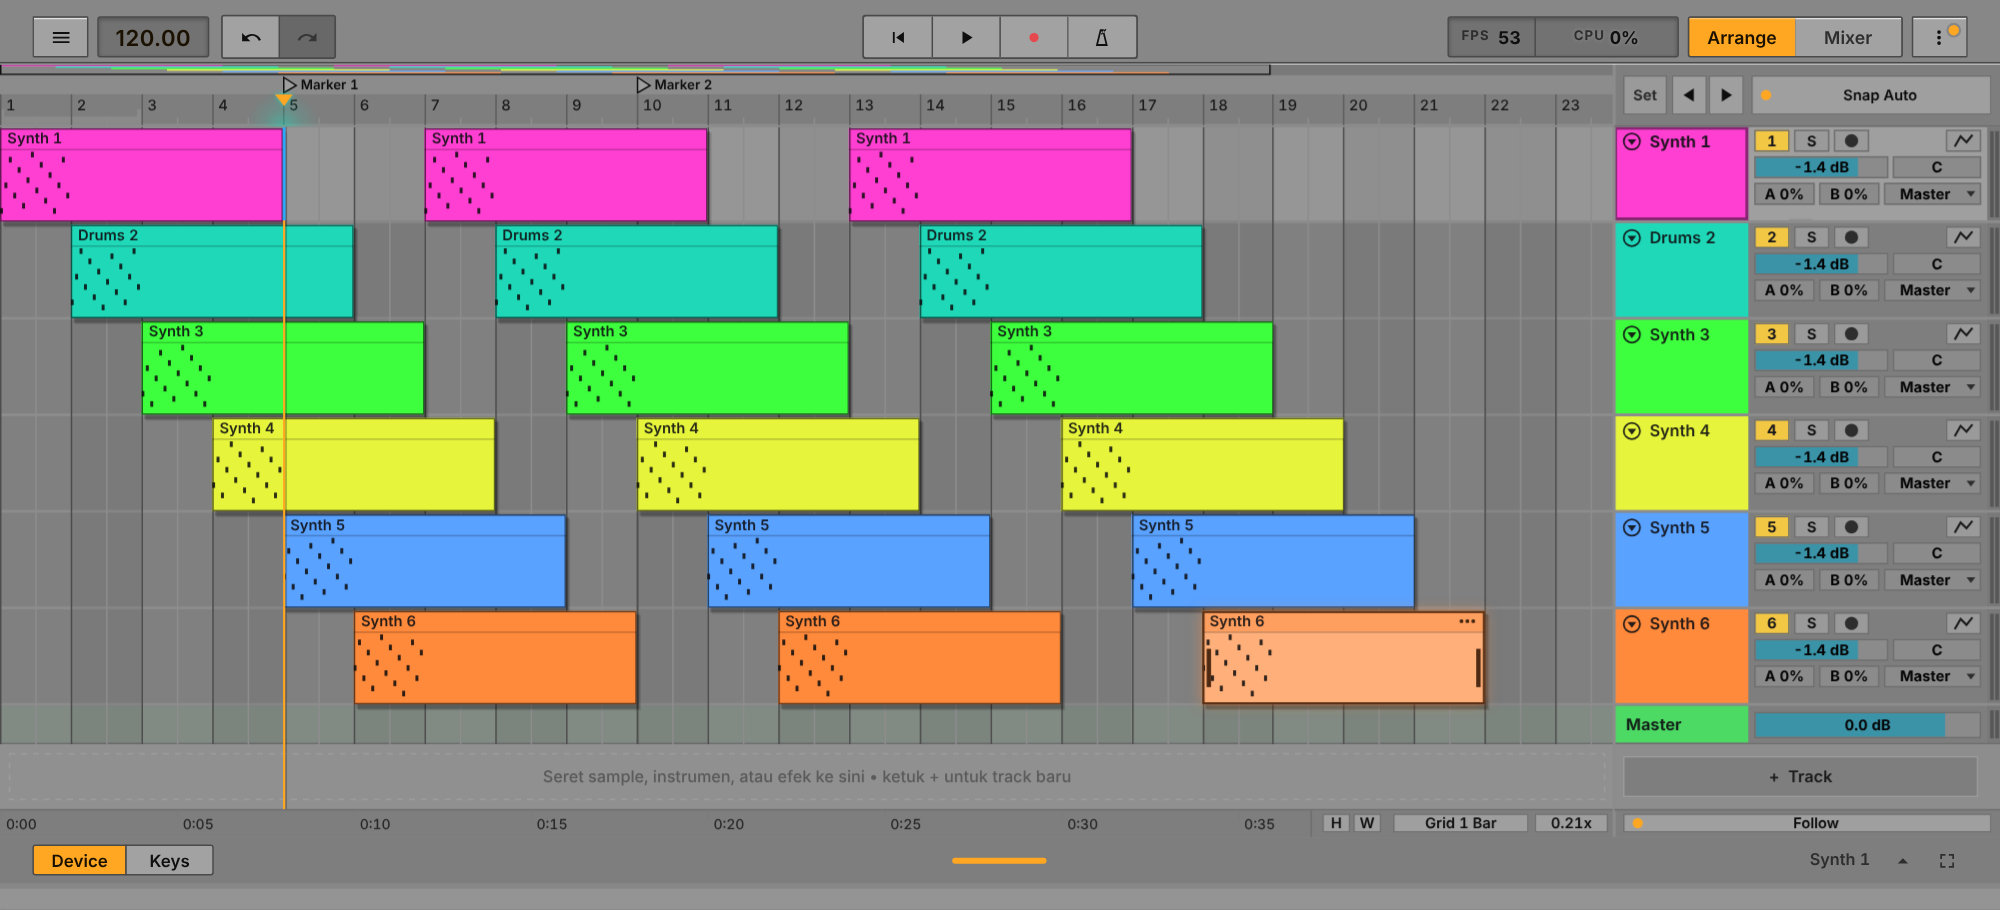 120.00
FPS 53 CPU 0% Arrange Mixer
Marker 1 Marker 2
1 2 3 4 5 6 7 8 9 10 11 12 13 14 15 16 17 18 19 20 21 22 23
Set Snap Auto
Synth 1 Synth 1 Synth 1
Synth 1 1 S
-1.4 dB C
A 0% B 0% Master
Drums 2 Drums 2 Drums 2
Drums 2 2 S
-1.4 dB C
A 0% B 0% Master
Synth 3 Synth 3 Synth 3
Synth 3 3 S
-1.4 dB C
A 0% B 0% Master
Synth 4 Synth 4 Synth 4
Synth 4 4 S
-1.4 dB C
A 0% B 0% Master
Synth 5 Synth 5 Synth 5
Synth 5 5 S
-1.4 dB C
A 0% B 0% Master
Synth 6 Synth 6 Synth 6
Synth 6 6 S
-1.4 dB C
A 0% B 0% Master
Master 0.0 dB
Seret sample, instrumen, atau efek ke sini • ketuk + untuk track baru
+ Track
0:00 0:05 0:10 0:15 0:20 0:25 0:30 0:35
H W Grid 1 Bar 0.21x Follow
Device Keys Synth 1